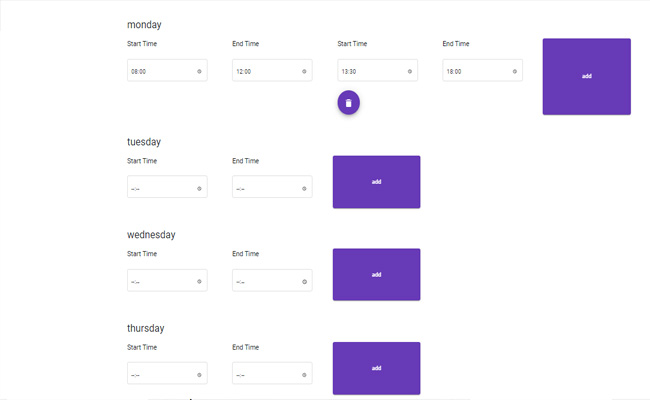 monday
Start Time End Time Start Time End Time
08:00 12:00 13:30 18:00 add
tuesday
Start Time End Time
--:-- --:-- add
wednesday
Start Time End Time
--:-- --:-- add
thursday
Start Time End Time
--:-- --:-- add